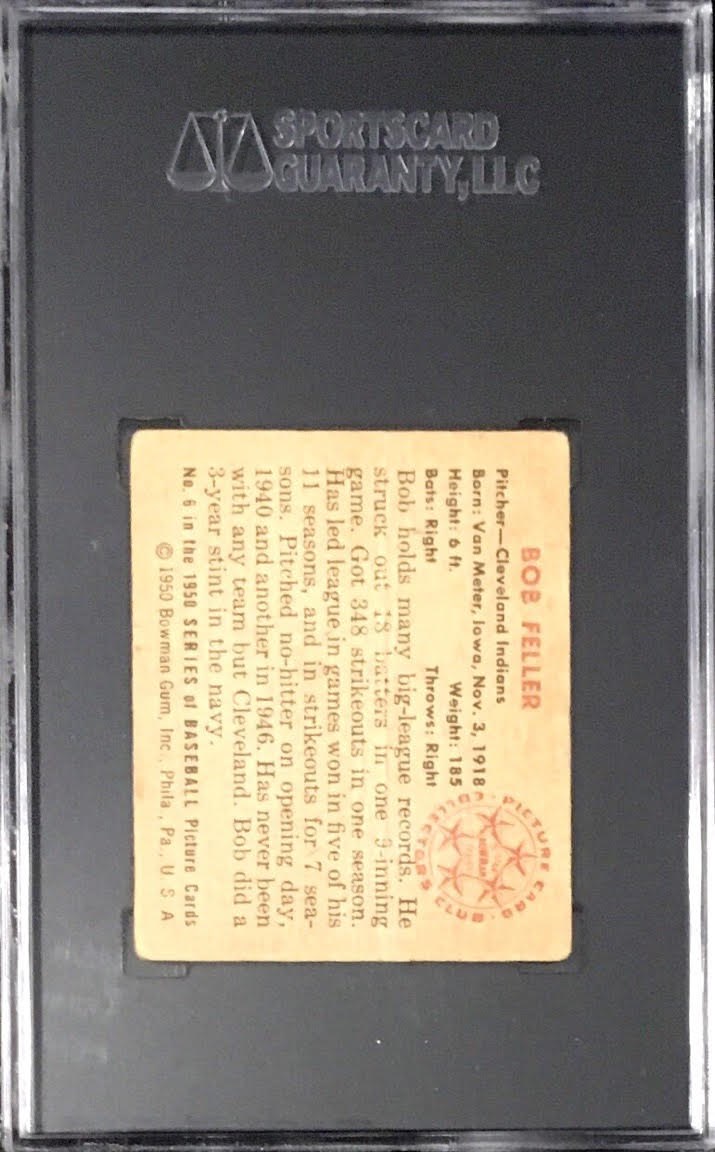 SPORTSCARD
GUARANTY, LLC
BOB FELLER
Pitcher—Cleveland Indians
Born: Van Meter, Iowa, Nov. 3, 1918
Height: 6 ft. Weight: 185
Bats: Right Throws: Right
Bob holds many big-league records. He
struck out 18 batters in one 9-inning
game. Got 348 strikeouts in one season.
Has led league in games won in five of his
11 seasons, and in strikeouts for 7 sea-
sons. Pitched no-hitter on opening day,
1940 and another in 1946. Has never been
with any team but Cleveland. Bob did a
3-year stint in the navy.
No. 6 in the 1950 SERIES of BASEBALL Picture Cards
© 1950 Bowman Gum, Inc., Phila., Pa., U S A
PICTURE CARD
COLLECTORS CLUB
BOWMAN